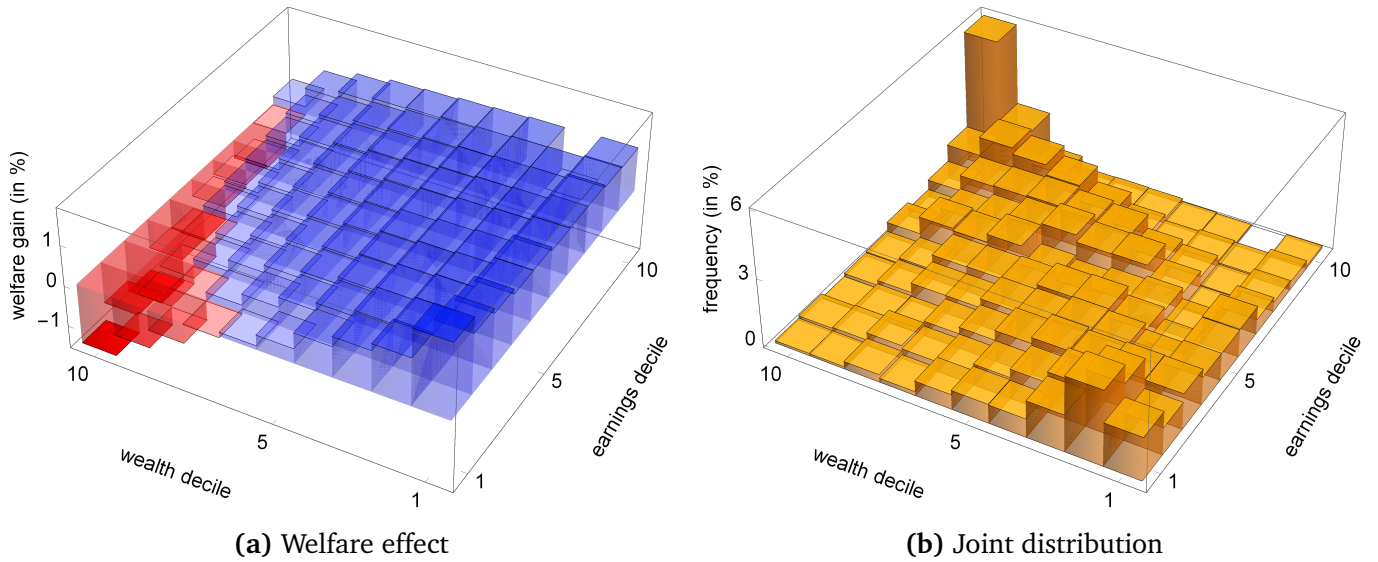 welfare gain (in %)
1
0
−1
10
5
1
wealth decile
1
5
10
earnings decile
(a) Welfare effect
frequency (in %)
6
3
0
10
5
1
wealth decile
1
5
10
earnings decile
(b) Joint distribution